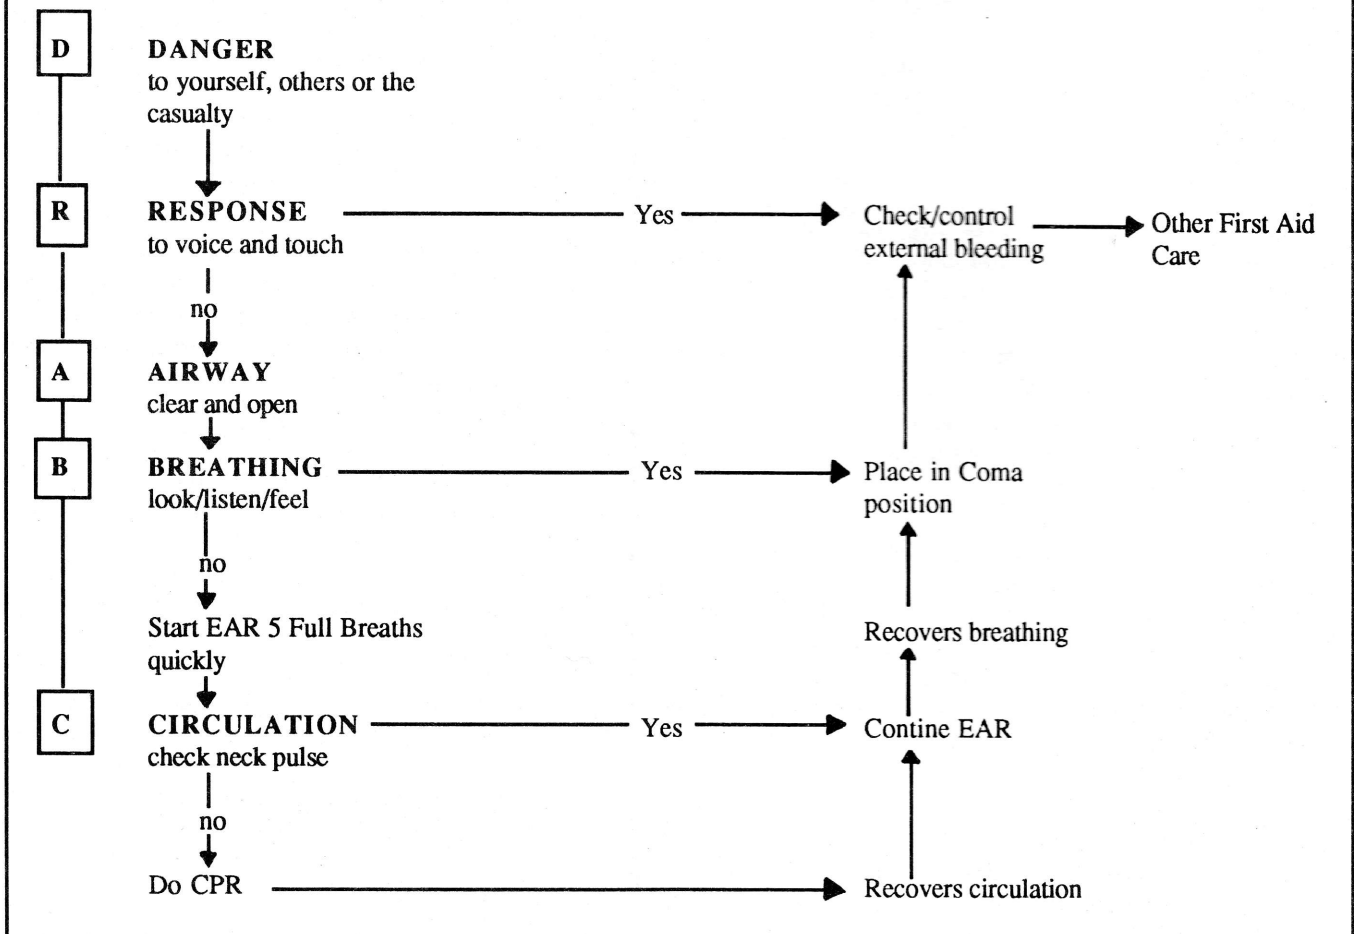 D
DANGER
to yourself, others or the
casualty
R
RESPONSE
to voice and touch
Yes
Check/control
external bleeding
Other First Aid
Care
no
A
AIRWAY
clear and open
B
BREATHING
look/listen/feel
Yes
Place in Coma
position
no
Start EAR 5 Full Breaths
quickly
Recovers breathing
C
CIRCULATION
check neck pulse
Yes
Contine EAR
no
Do CPR
Recovers circulation